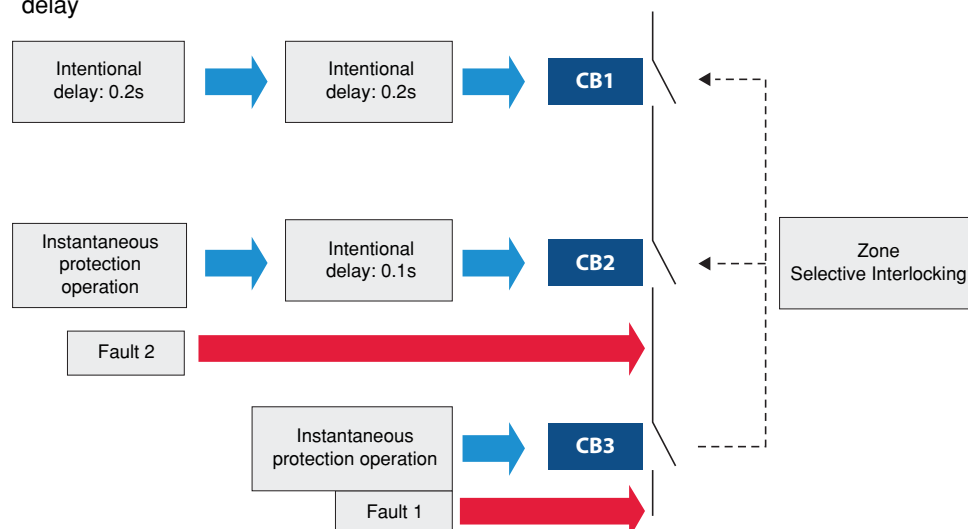 delay
Intentional
delay: 0.2s
Intentional
delay: 0.2s
CB1
Instantaneous
protection
operation
Intentional
delay: 0.1s
CB2
Zone
Selective Interlocking
Fault 2
Instantaneous
protection operation
CB3
Fault 1